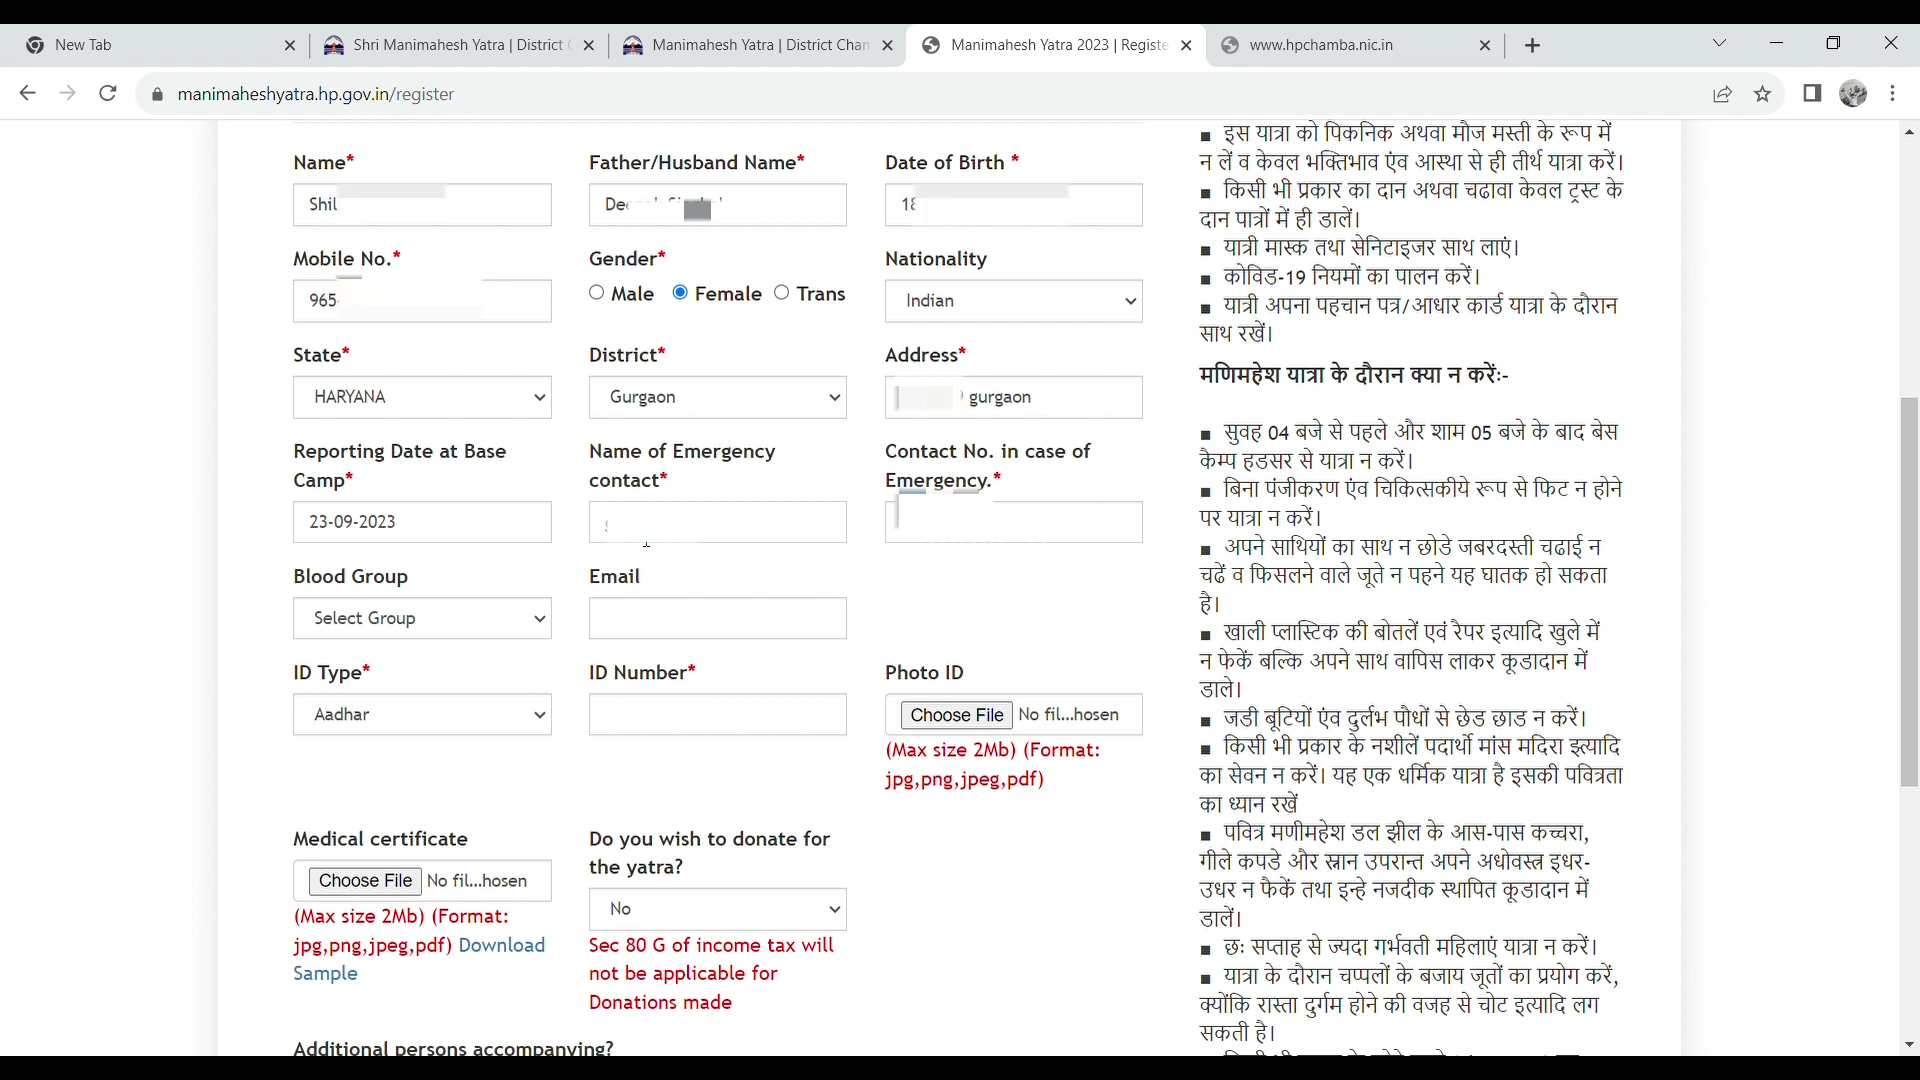 New Tab
Shri Manimahesh Yatra | District
Manimahesh Yatra | District Cham
Manimahesh Yatra 2023 | Registe
www.hpchamba.nic.in
manimaheshyatra.hp.gov.in/register
Name*
Father/Husband Name*
Date of Birth *
Shil
De
18
Mobile No.*
Gender*
Nationality
965
Male
Female
Trans
Indian
State*
District*
Address*
HARYANA
Gurgaon
gurgaon
Reporting Date at Base
Camp*
Name of Emergency
contact*
Contact No. in case of
Emergency.*
23-09-2023
Blood Group
Email
Select Group
ID Type*
ID Number*
Photo ID
Aadhar
Choose File No fil...hosen
(Max size 2Mb) (Format:
jpg,png,jpeg,pdf)
Medical certificate
Do you wish to donate for
the yatra?
Choose File No fil...hosen
No
(Max size 2Mb) (Format:
jpg,png,jpeg,pdf) Download
Sample
Sec 80 G of income tax will
not be applicable for
Donations made
Additional persons accompanying?
▪ इस यात्रा को पिकनिक अथवा मौज मस्ती के रूप में
न लें व केवल भक्तिभाव एंव आस्था से ही तीर्थ यात्रा करें।
▪ किसी भी प्रकार का दान अथवा चढावा केवल ट्रस्ट के
दान पात्रों में ही डालें।
▪ यात्री मास्क तथा सेनिटाइजर साथ लाएं।
▪ कोविड-19 नियमों का पालन करें।
▪ यात्री अपना पहचान पत्र/आधार कार्ड यात्रा के दौरान
साथ रखें।
मणिमहेश यात्रा के दौरान क्या न करेंः-
▪ सुवह 04 बजे से पहले और शाम 05 बजे के बाद बेस
कैम्प हडसर से यात्रा न करें।
▪ बिना पंजीकरण एंव चिकित्सकीये रूप से फिट न होने
पर यात्रा न करें।
▪ अपने साथियों का साथ न छोडे जबरदस्ती चढाई न
चढें व फिसलने वाले जूते न पहने यह घातक हो सकता
है।
▪ खाली प्लास्टिक की बोतलें एवं रैपर इत्यादि खुले में
न फेकें बल्कि अपने साथ वापिस लाकर कूडादान में
डाले।
▪ जडी बूटियों एंव दुर्लभ पौधों से छेड छाड न करें।
▪ किसी भी प्रकार के नशीलें पदार्थो मांस मदिरा इत्यादि
का सेवन न करें। यह एक धर्मिक यात्रा है इसकी पवित्रता
का ध्यान रखें
▪ पवित्र मणीमहेश डल झील के आस-पास कच्चरा,
गीले कपडे और स्नान उपरान्त अपने अधोवस्त्र इधर-
उधर न फैकें तथा इन्हे नजदीक स्थापित कूडादान में
डालें।
▪ छः सप्ताह से ज्यदा गर्भवती महिलाएं यात्रा न करें।
▪ यात्रा के दौरान चप्पलों के बजाय जूतों का प्रयोग करें,
क्योंकि रास्ता दुर्गम होने की वजह से चोट इत्यादि लग
सकती है।